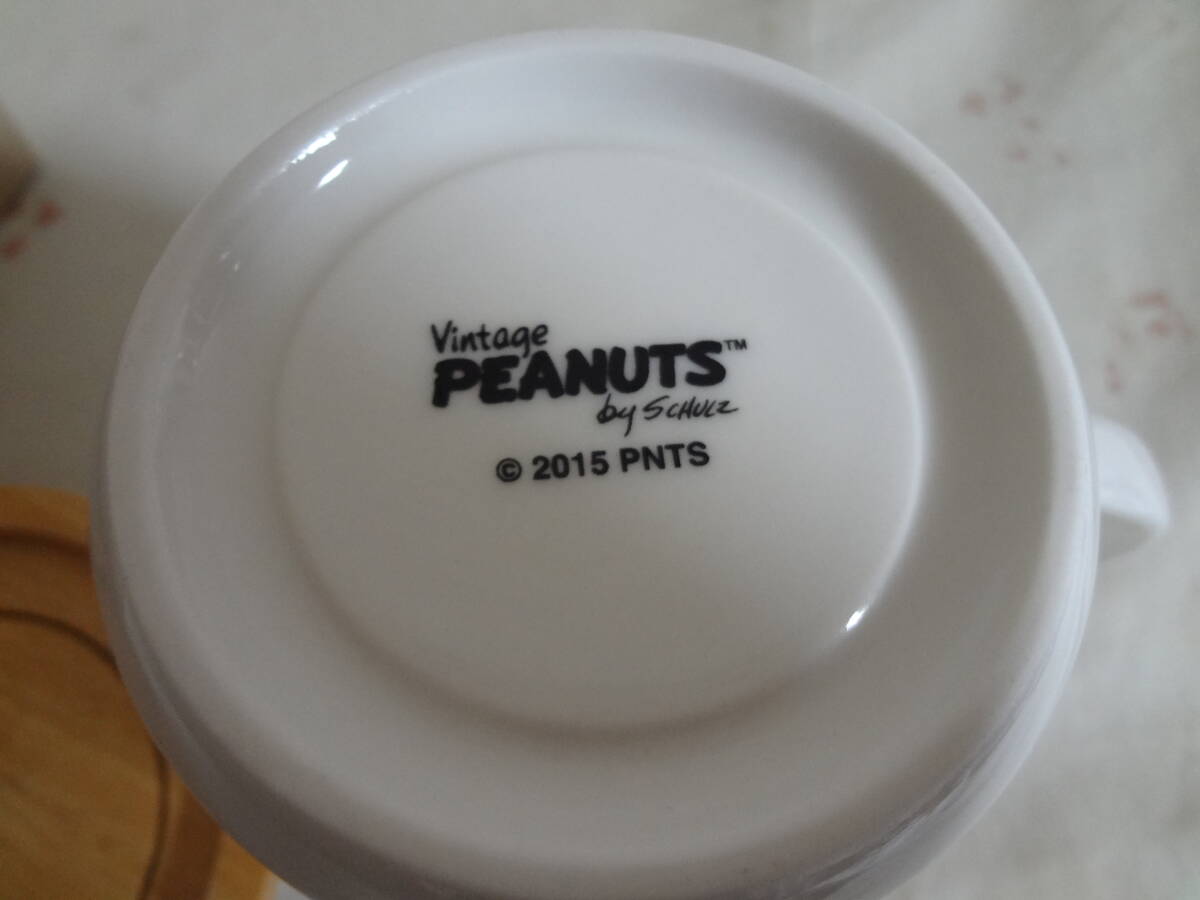 Vintage
PEANUTS™
by SCHULZ
© 2015 PNTS